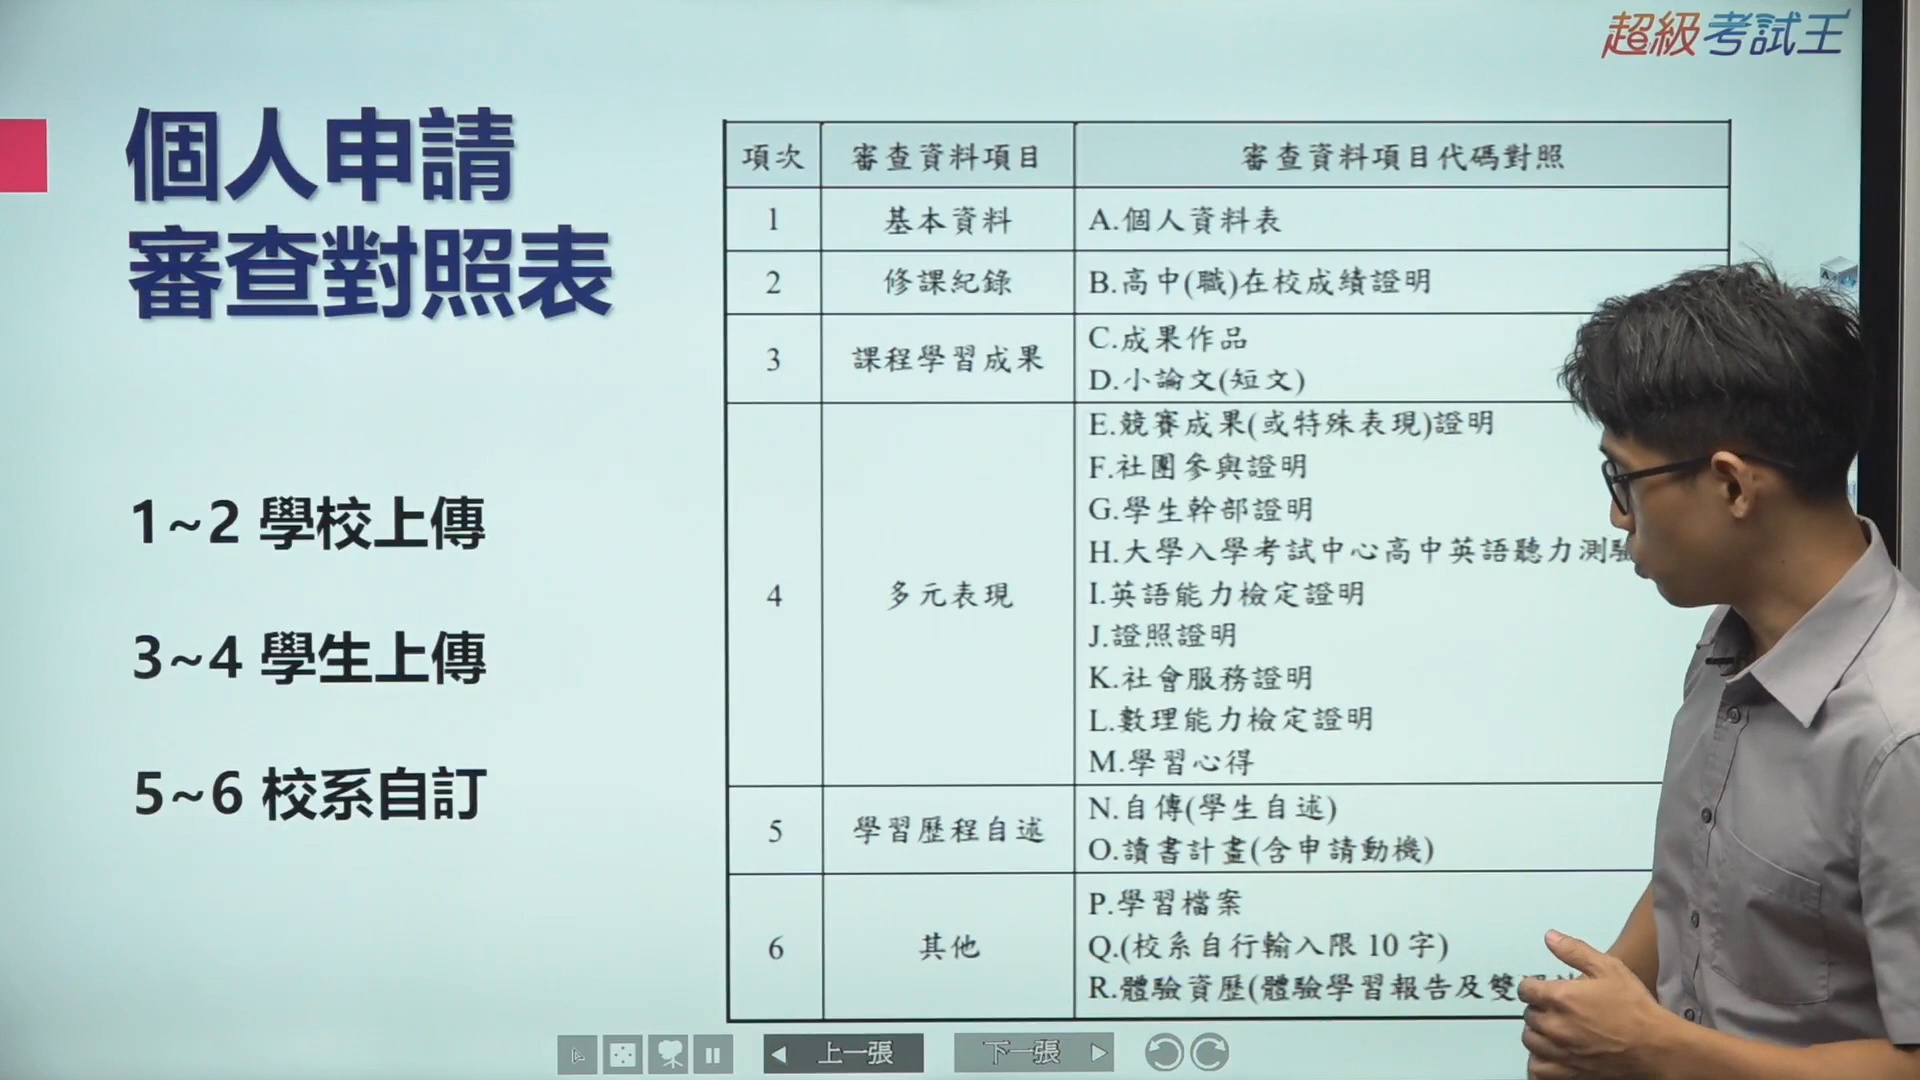 超級考試王
個人申請
審查對照表
1~2 學校上傳
3~4 學生上傳
5~6 校系自訂
項次 審查資料項目 審查資料項目代碼對照
1 基本資料 A.個人資料表
2 修課紀錄 B.高中(職)在校成績證明
3 課程學習成果 C.成果作品
D.小論文(短文)
4 多元表現 E.競賽成果(或特殊表現)證明
F.社團參與證明
G.學生幹部證明
H.大學入學考試中心高中英語聽力測
I.英語能力檢定證明
J.證照證明
K.社會服務證明
L.數理能力檢定證明
M.學習心得
5 學習歷程自述 N.自傳(學生自述)
O.讀書計畫(含申請動機)
6 其他 P.學習檔案
Q.(校系自行輸入限 10 字)
R.體驗資歷(體驗學習報告及雙
上一張 下一張